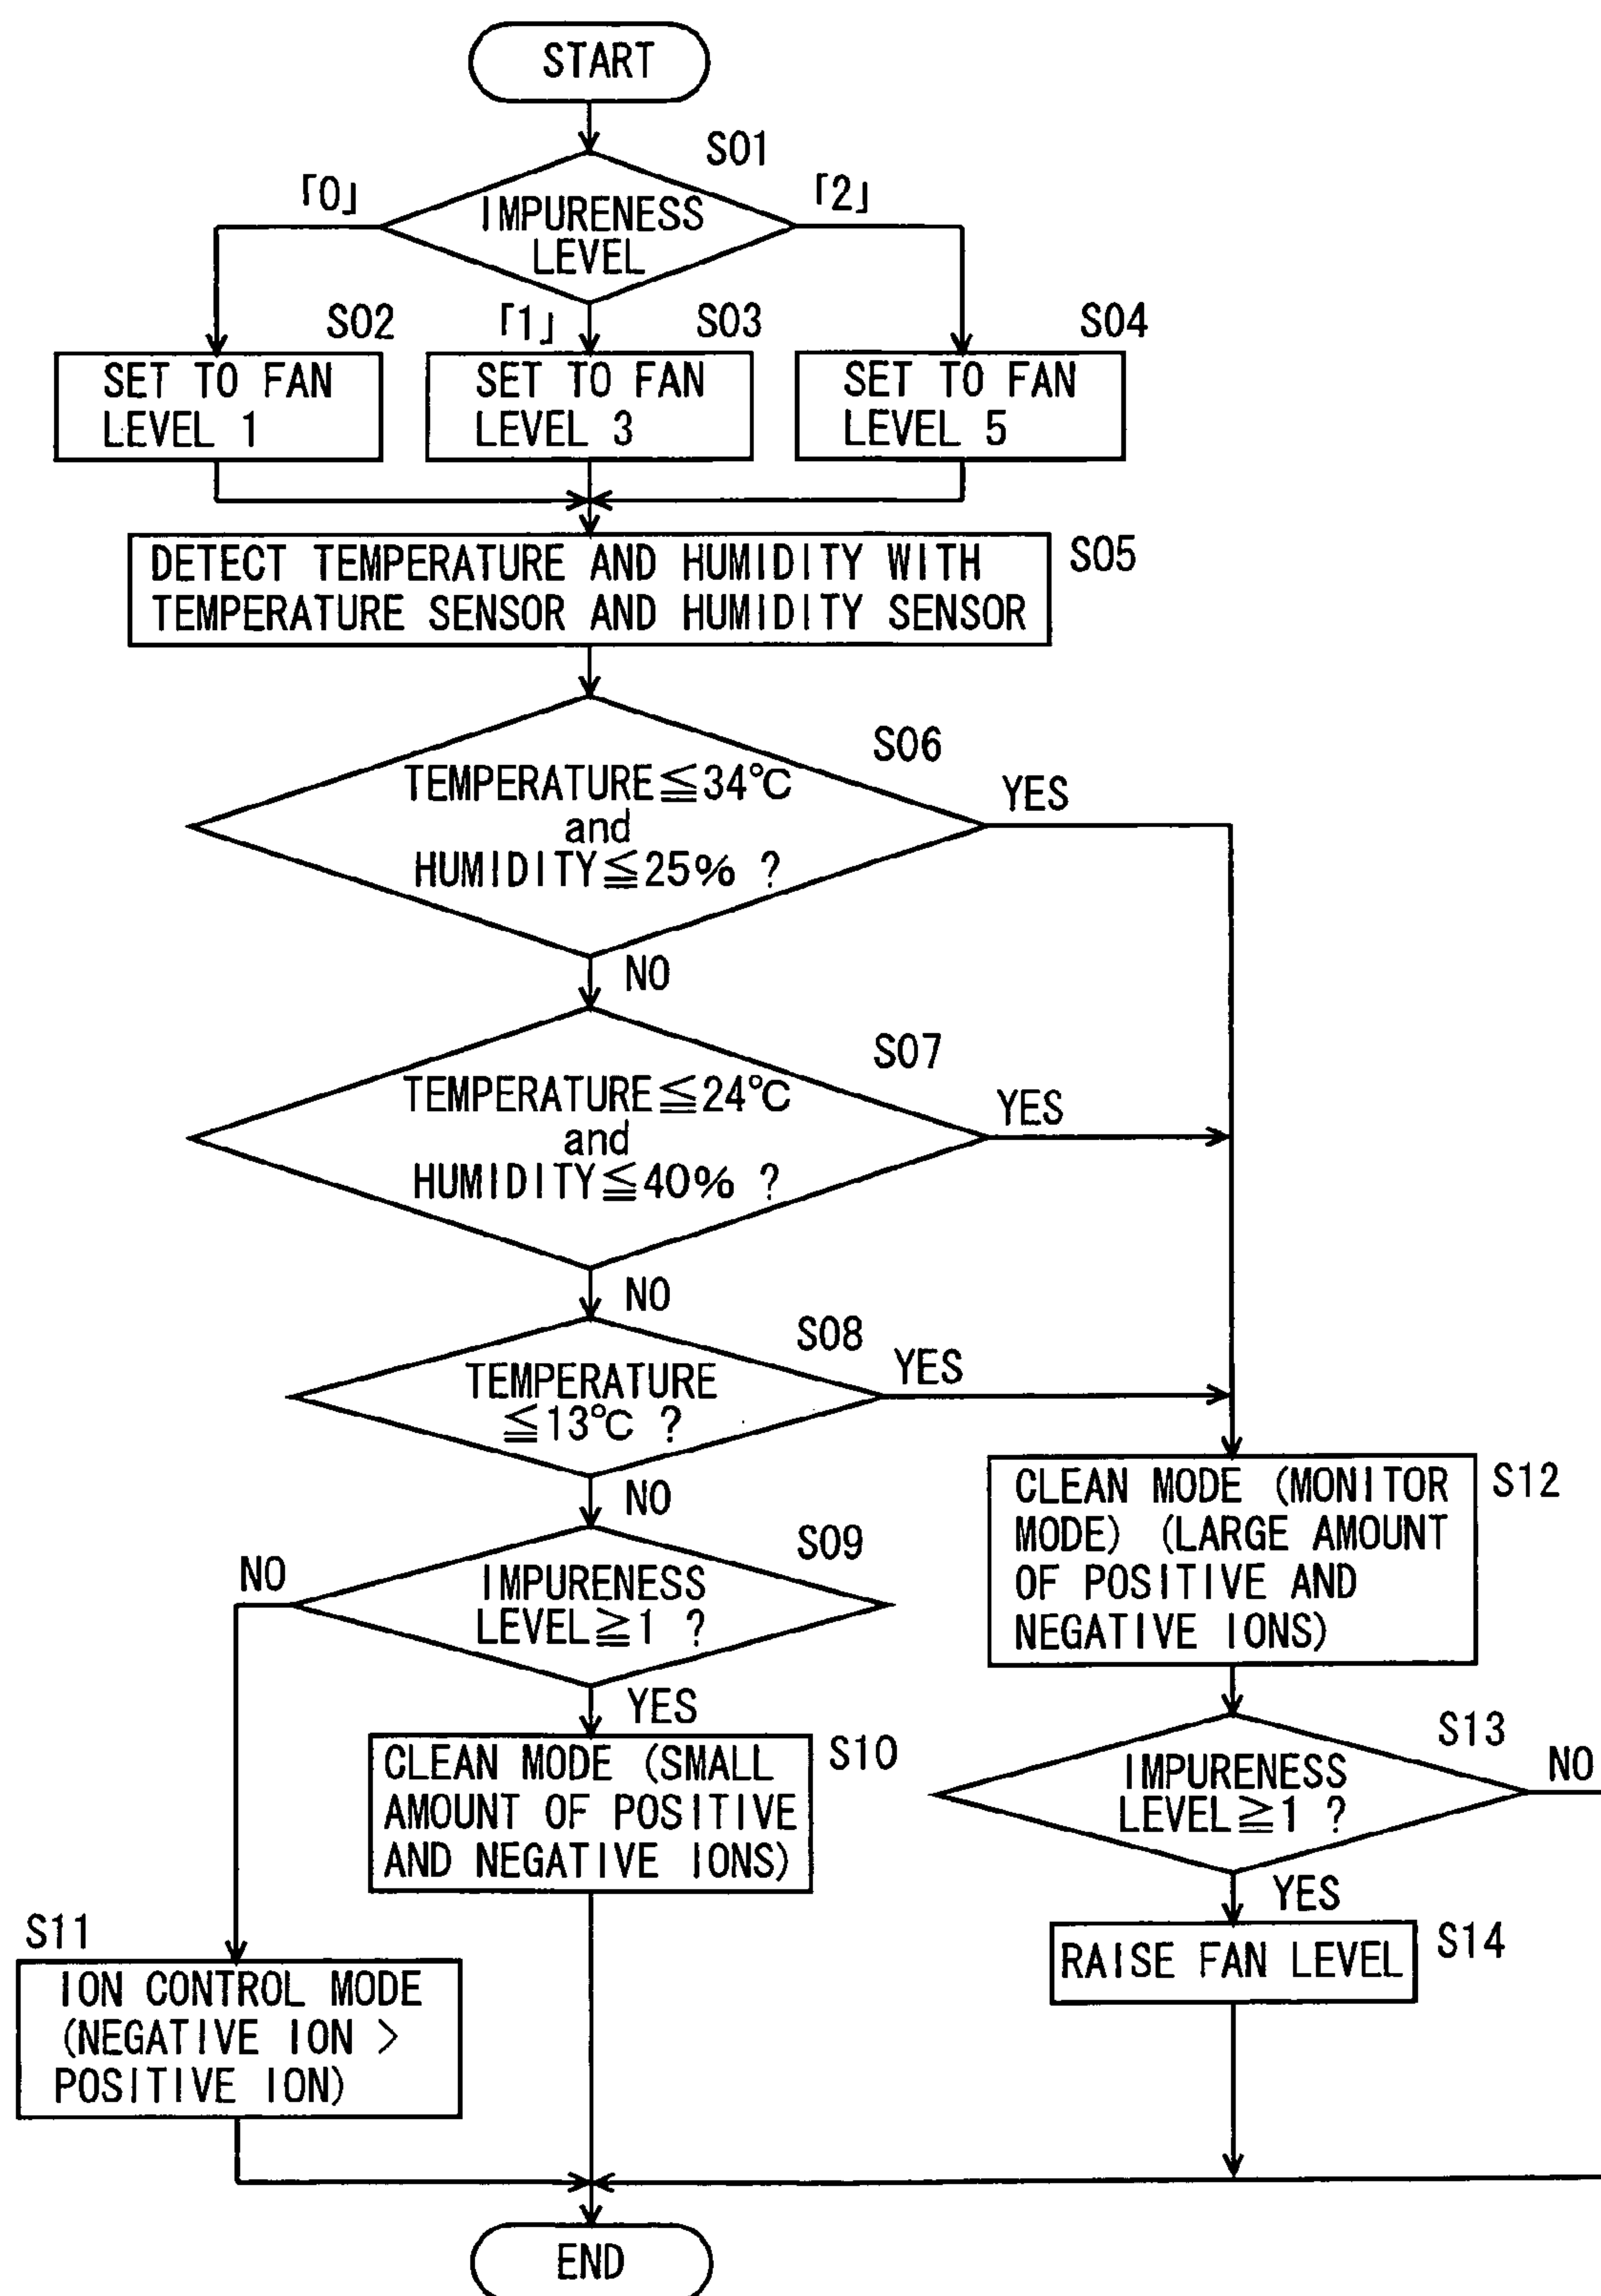 START
S01
「0」
IMPURENESS
LEVEL
「2」
S02
「1」
S03
S04
SET TO FAN
LEVEL 1
SET TO FAN
LEVEL 3
SET TO FAN
LEVEL 5
DETECT TEMPERATURE AND HUMIDITY WITH
TEMPERATURE SENSOR AND HUMIDITY SENSOR
S05
S06
TEMPERATURE≦34℃
and
HUMIDITY≦25% ?
YES
NO
S07
TEMPERATURE≦24℃
and
HUMIDITY≦40% ?
YES
NO
S08
TEMPERATURE
≦13℃ ?
YES
NO
S09
IMPURENESS
LEVEL≧1 ?
NO
YES
S12
CLEAN MODE (MONITOR
MODE) (LARGE AMOUNT
OF POSITIVE AND
NEGATIVE IONS)
S10
CLEAN MODE (SMALL
AMOUNT OF POSITIVE
AND NEGATIVE IONS)
S13
IMPURENESS
LEVEL≧1 ?
NO
YES
S11
ION CONTROL MODE
(NEGATIVE ION >
POSITIVE ION)
S14
RAISE FAN LEVEL
END